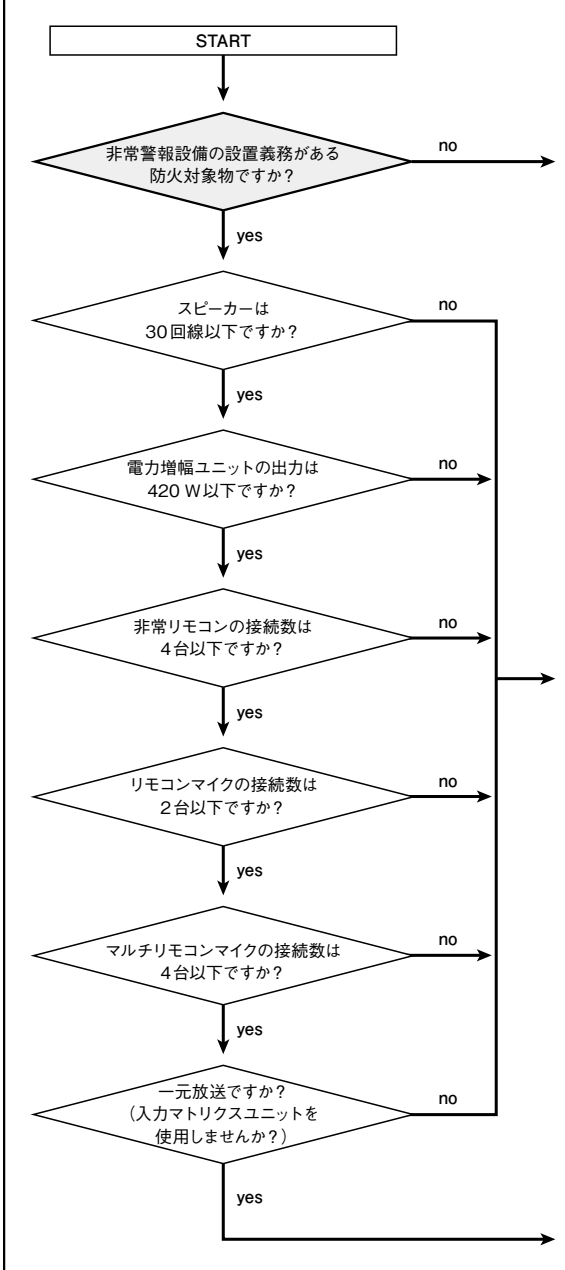 START
非常警報設備の設置義務がある
防火対象物ですか？
no
yes
スピーカーは
30回線以下ですか？
no
yes
電力増幅ユニットの出力は
420 W以下ですか？
no
yes
非常リモコンの接続数は
4台以下ですか？
no
yes
リモコンマイクの接続数は
2台以下ですか？
no
yes
マルチリモコンマイクの接続数は
4台以下ですか？
no
yes
一元放送ですか？
（入力マトリクスユニットを
使用しませんか？）
no
yes